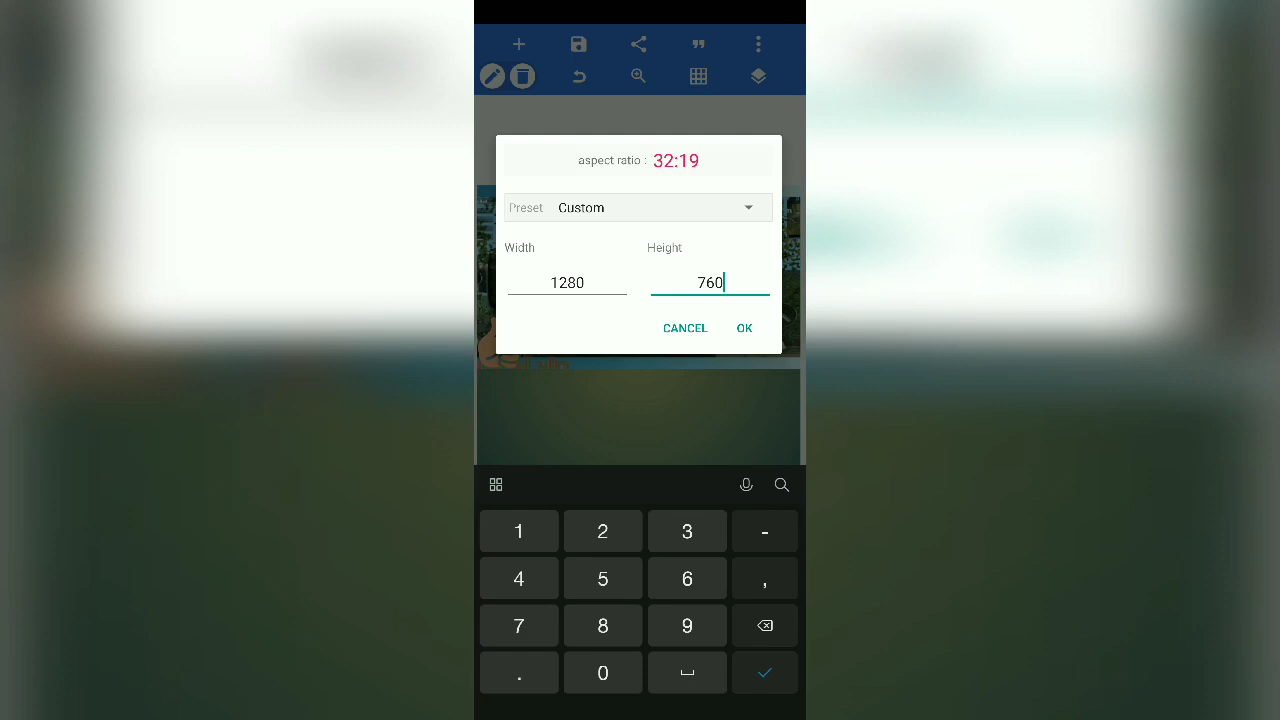 aspect ratio : 32:19
Preset Custom
Width Height
1280 760
CANCEL OK
1 2 3 -
4 5 6 ,
7 8 9
. 0